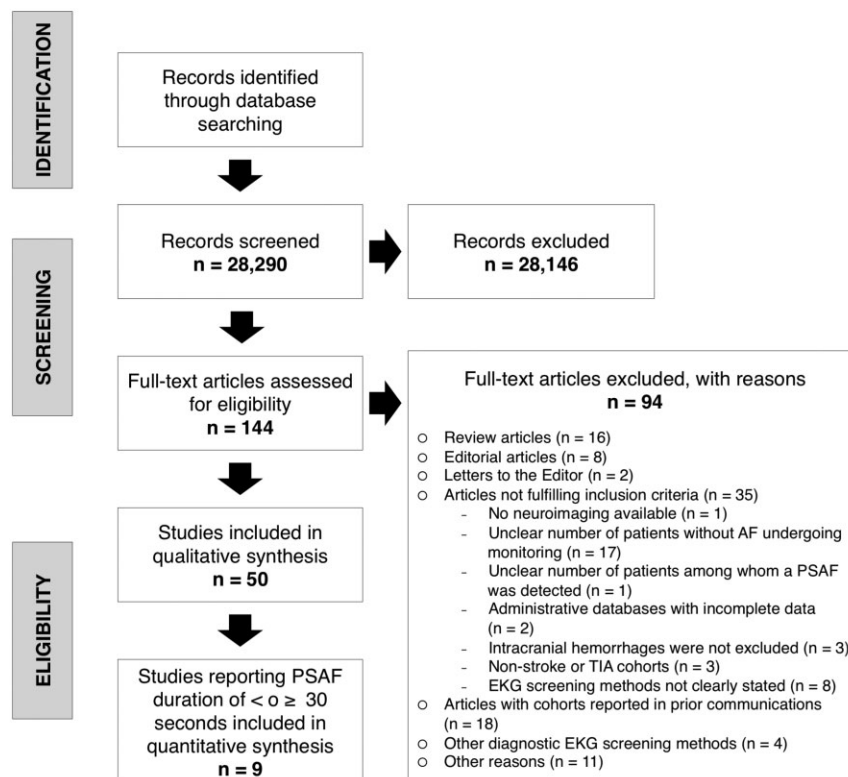 IDENTIFICATION
Records identified
through database
searching
SCREENING
Records screened
n = 28,290
Records excluded
n = 28,146
Full-text articles assessed
for eligibility
n = 144
Full-text articles excluded, with reasons
n = 94
Review articles (n = 16)
Editorial articles (n = 8)
Letters to the Editor (n = 2)
Articles not fulfilling inclusion criteria (n = 35)
- No neuroimaging available (n = 1)
- Unclear number of patients without AF undergoing
monitoring (n = 17)
- Unclear number of patients among whom a PSAF
was detected (n = 1)
- Administrative databases with incomplete data
(n = 2)
- Intracranial hemorrhages were not excluded (n = 3)
- Non-stroke or TIA cohorts (n = 3)
- EKG screening methods not clearly stated (n = 8)
Articles with cohorts reported in prior communications
(n = 18)
Other diagnostic EKG screening methods (n = 4)
Other reasons (n = 11)
ELIGIBILITY
Studies included in
qualitative synthesis
n = 50
Studies reporting PSAF
duration of < o ≥ 30
seconds included in
quantitative synthesis
n = 9